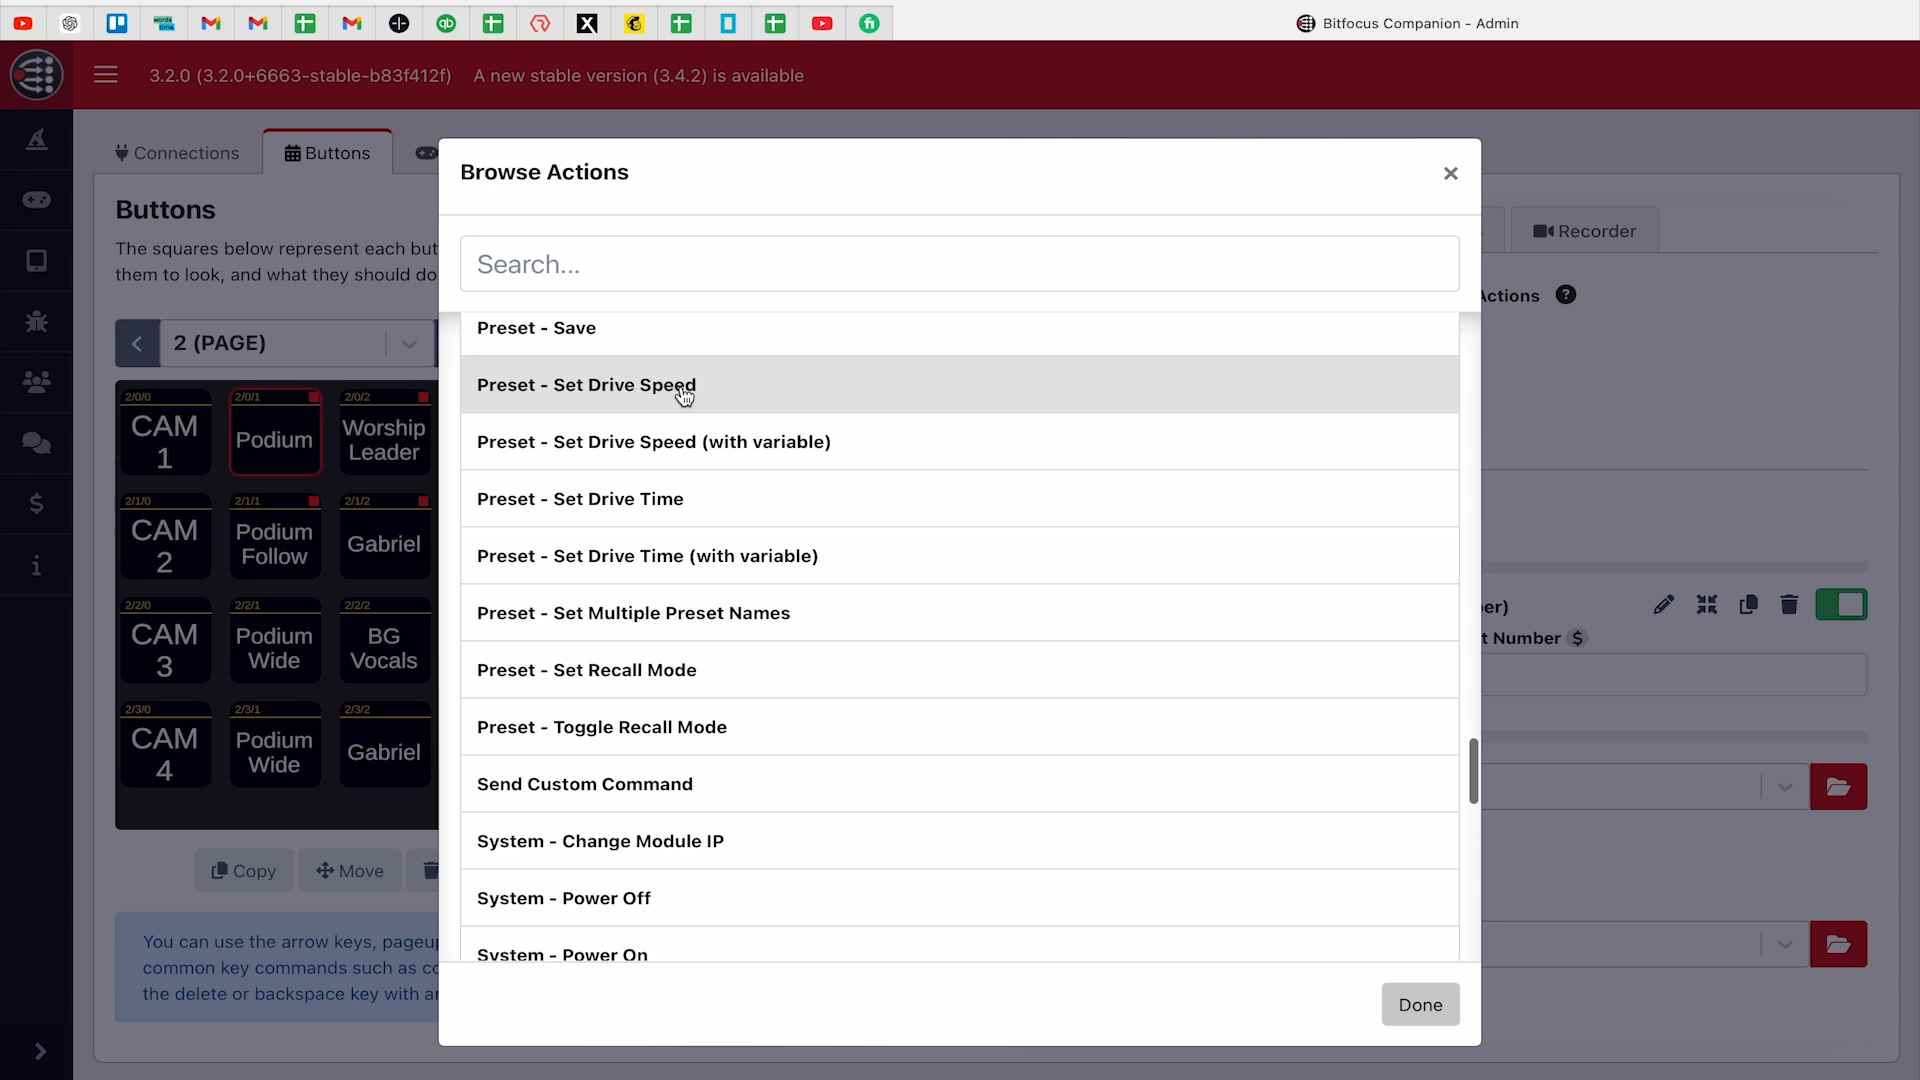 Bitfocus Companion - Admin
3.2.0 (3.2.0+6663-stable-b83f412f) A new stable version (3.4.2) is available
Connections
Buttons
Buttons
The squares below represent each but
them to look, and what they should do
2 (PAGE)
2/0/0 2/0/1 2/0/2
CAM 1
Podium
Worship Leader
2/1/0 2/1/1 2/1/2
CAM 2
Podium Follow
Gabriel
2/2/0 2/2/1 2/2/2
CAM 3
Podium Wide
BG Vocals
2/3/0 2/3/1 2/3/2
CAM 4
Podium Wide
Gabriel
Copy
Move
You can use the arrow keys, pageu
common key commands such as co
the delete or backspace key with a
Browse Actions
Search...
Preset - Save
Preset - Set Drive Speed
Preset - Set Drive Speed (with variable)
Preset - Set Drive Time
Preset - Set Drive Time (with variable)
Preset - Set Multiple Preset Names
Preset - Set Recall Mode
Preset - Toggle Recall Mode
Send Custom Command
System - Change Module IP
System - Power Off
System - Power On
Done
Recorder
Actions
er)
t Number $